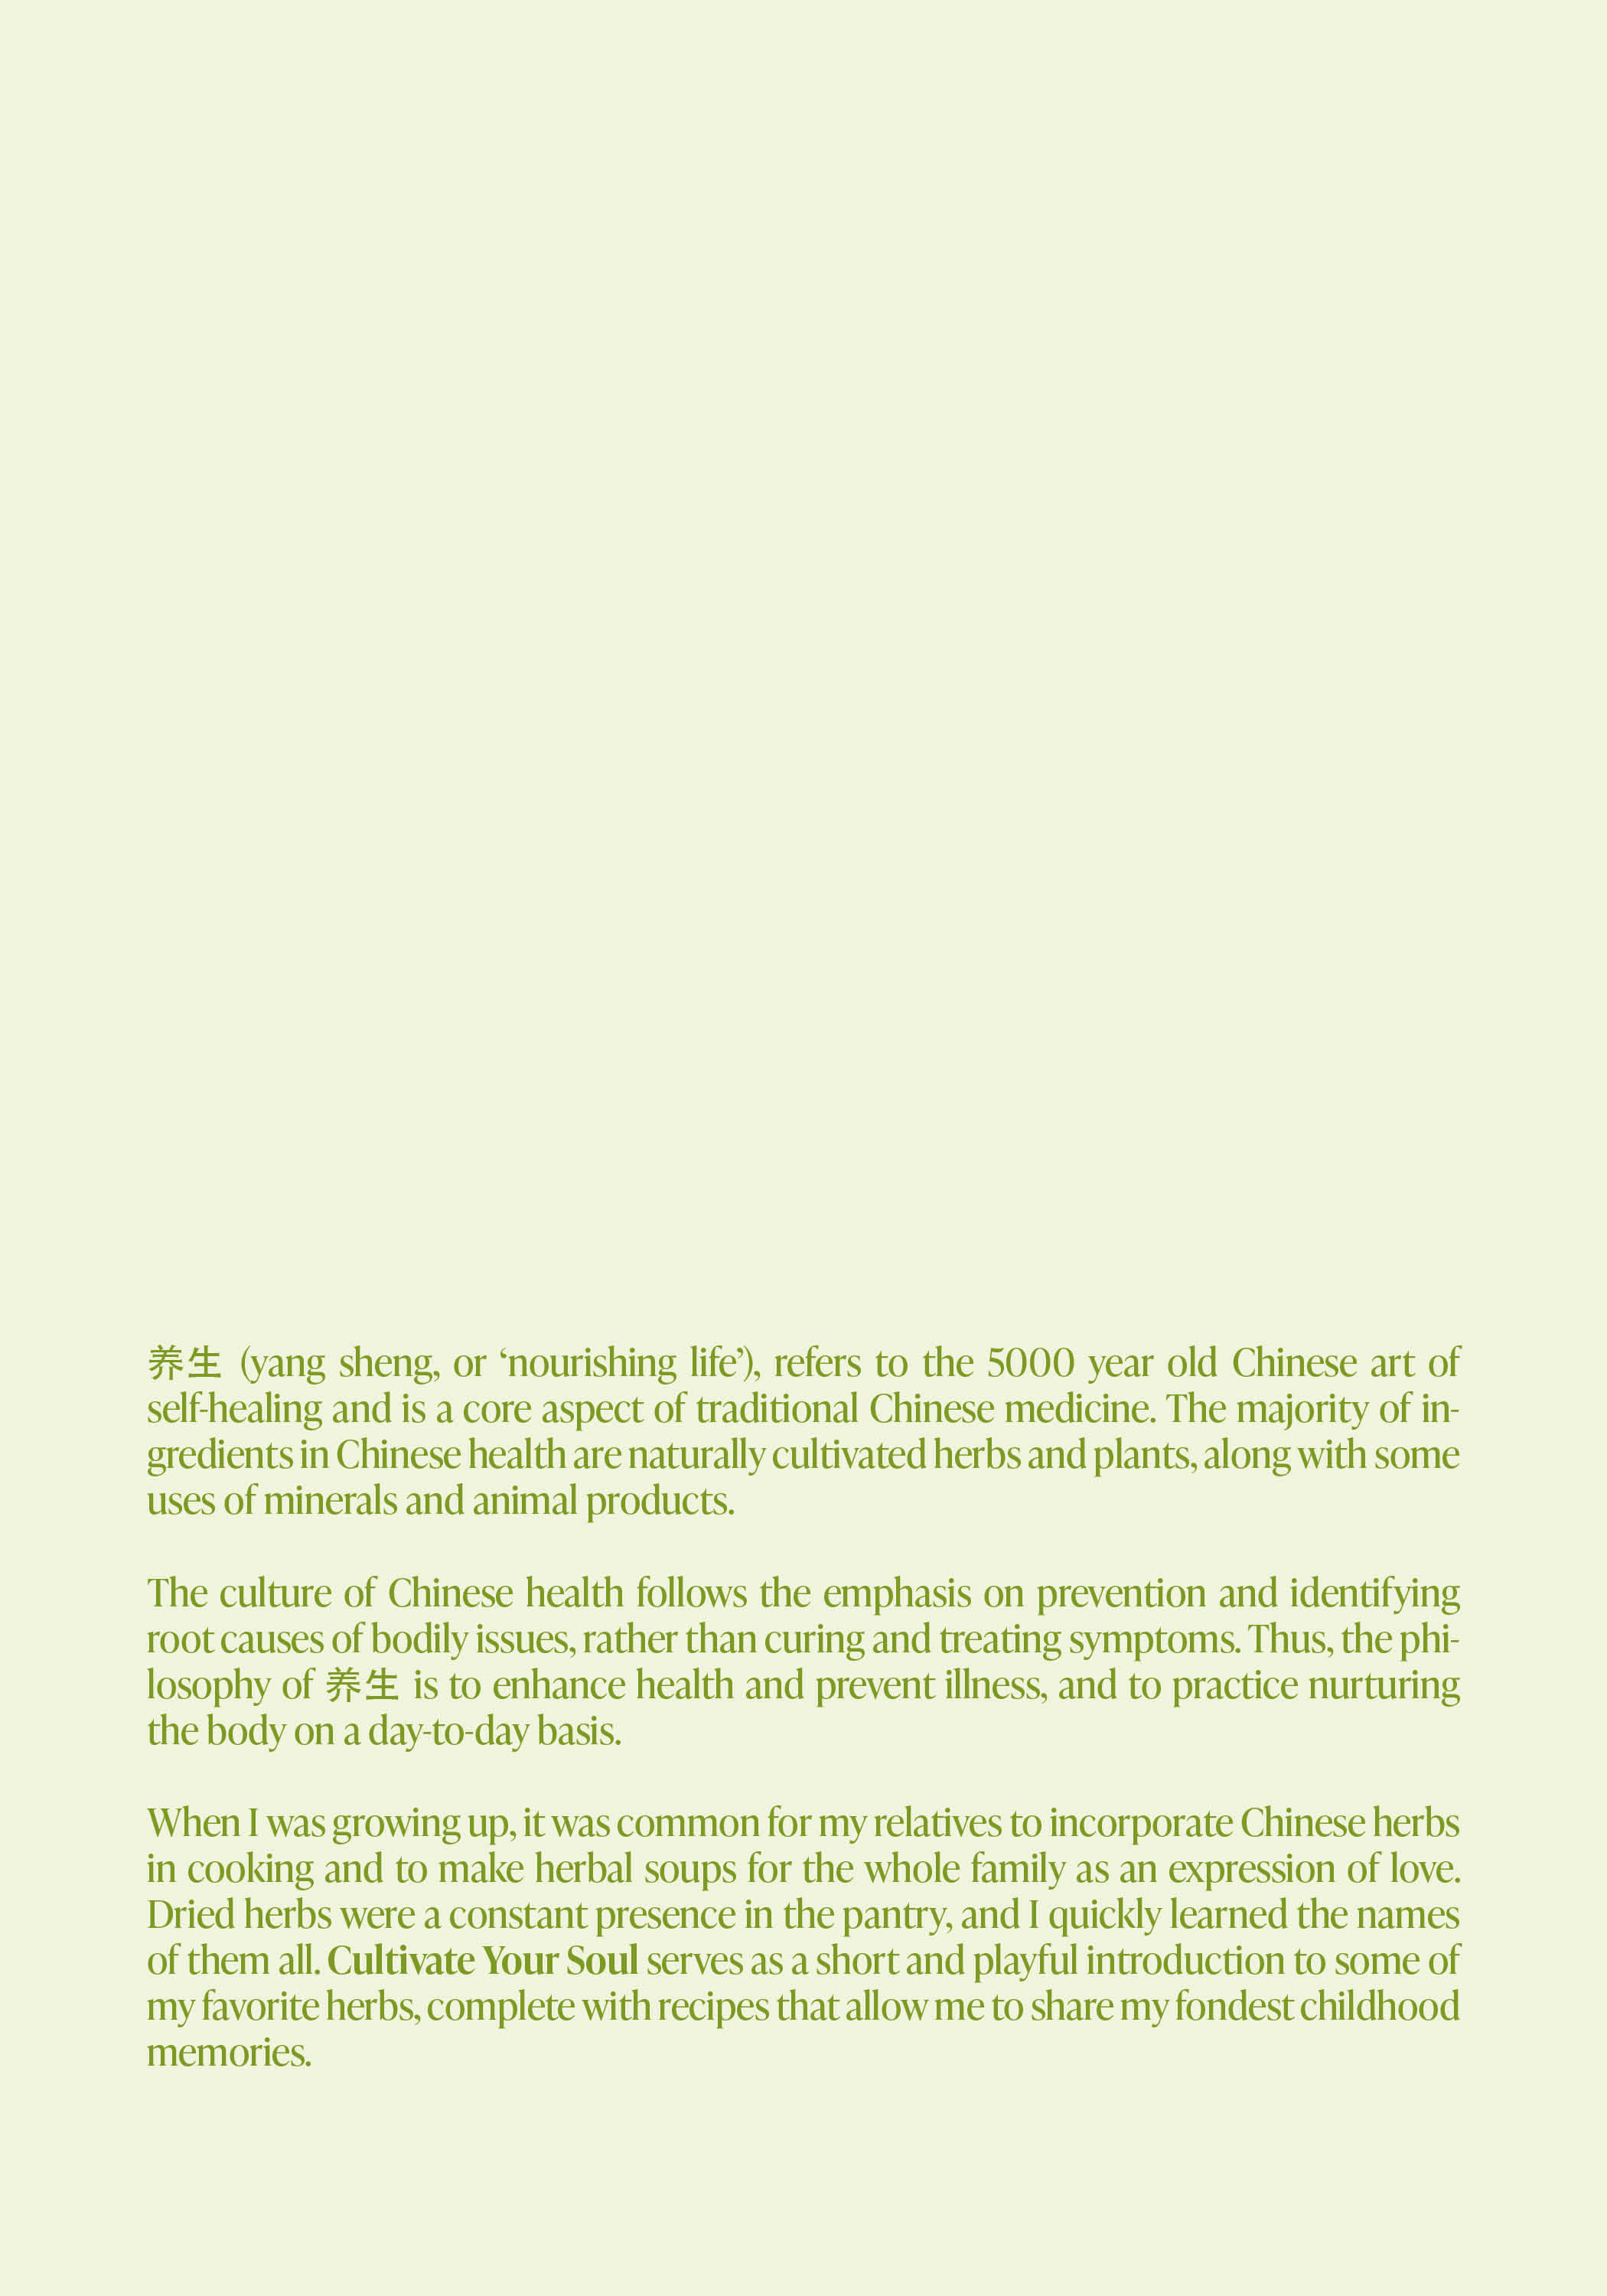 养生 (yang sheng, or ‘nourishing life’), refers to the 5000 year old Chinese art of
self-healing and is a core aspect of traditional Chinese medicine. The majority of in-
gredients in Chinese health are naturally cultivated herbs and plants, along with some
uses of minerals and animal products.
The culture of Chinese health follows the emphasis on prevention and identifying
root causes of bodily issues, rather than curing and treating symptoms. Thus, the phi-
losophy of 养生 is to enhance health and prevent illness, and to practice nurturing
the body on a day-to-day basis.
When I was growing up, it was common for my relatives to incorporate Chinese herbs
in cooking and to make herbal soups for the whole family as an expression of love.
Dried herbs were a constant presence in the pantry, and I quickly learned the names
of them all. Cultivate Your Soul serves as a short and playful introduction to some of
my favorite herbs, complete with recipes that allow me to share my fondest childhood
memories.